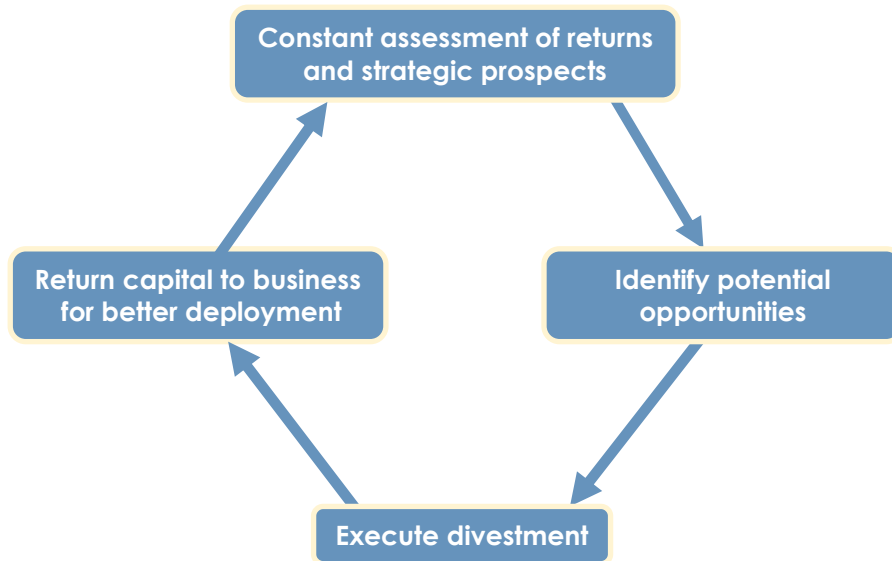 Constant assessment of returns
and strategic prospects
Identify potential
opportunities
Execute divestment
Return capital to business
for better deployment